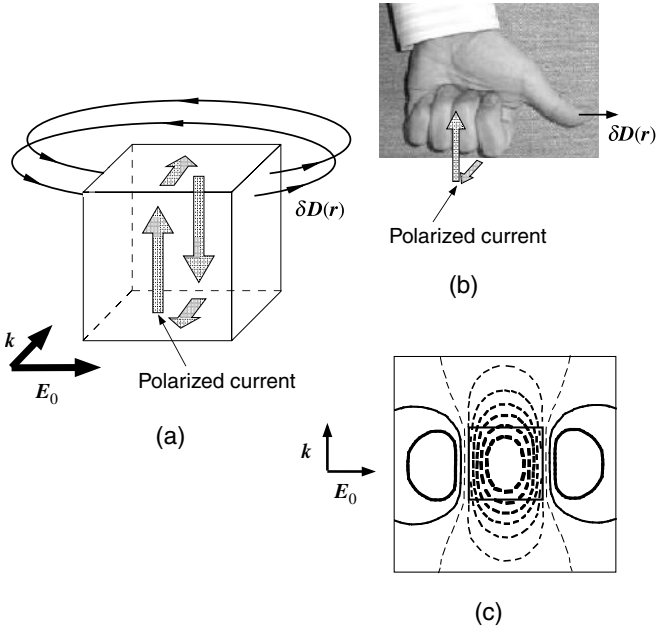 δD(r)
k
E₀
Polarized current
(a)
δD(r)
Polarized current
(b)
k
E₀
(c)